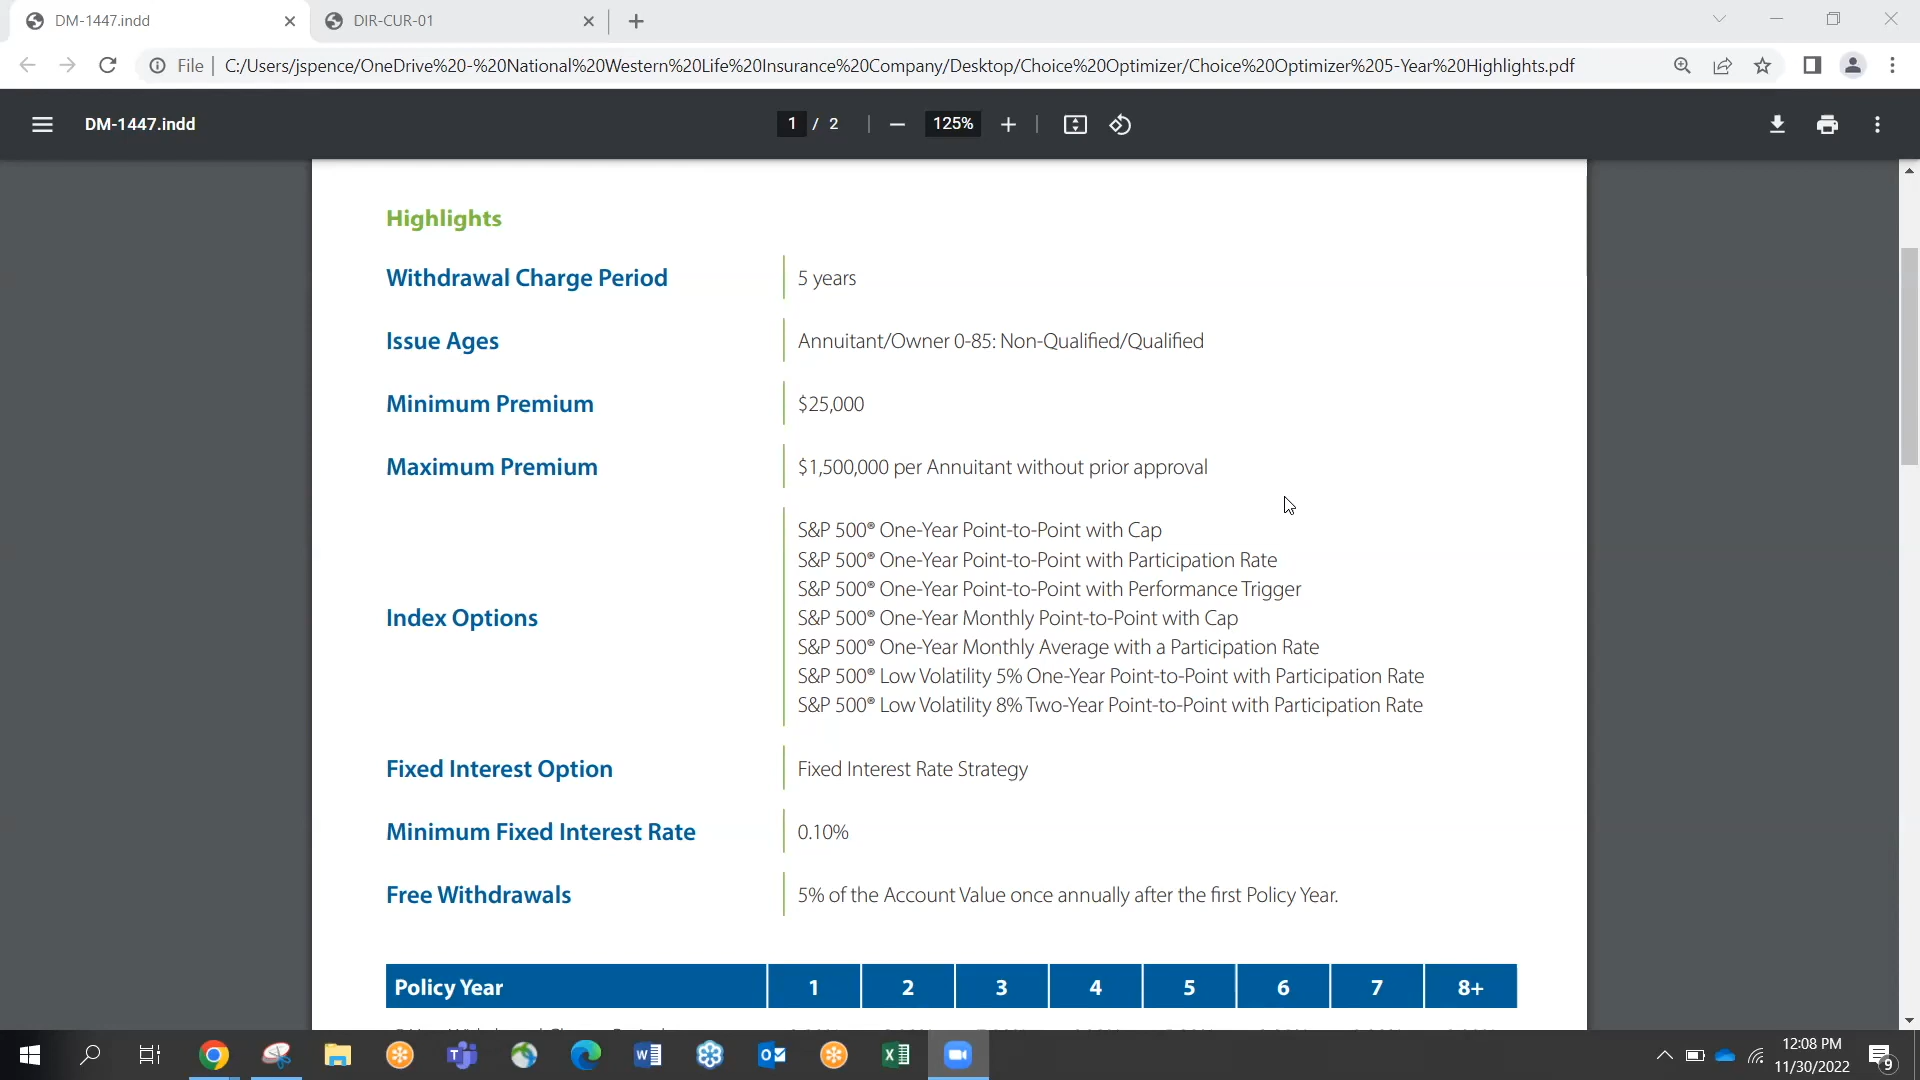 DM-1447.indd
DIR-CUR-01
File
C:/Users/jspence/OneDrive%20-%20National%20Western%20Life%20Insurance%20Company/Desktop/Choice%20Optimizer/Choice%20Optimizer%205-Year%20Highlights.pdf
DM-1447.indd
1 / 2
125%
Highlights
Withdrawal Charge Period
5 years
Issue Ages
Annuitant/Owner 0-85: Non-Qualified/Qualified
Minimum Premium
$25,000
Maximum Premium
$1,500,000 per Annuitant without prior approval
Index Options
S&P 500® One-Year Point-to-Point with Cap
S&P 500® One-Year Point-to-Point with Participation Rate
S&P 500® One-Year Point-to-Point with Performance Trigger
S&P 500® One-Year Monthly Point-to-Point with Cap
S&P 500® One-Year Monthly Average with a Participation Rate
S&P 500® Low Volatility 5% One-Year Point-to-Point with Participation Rate
S&P 500® Low Volatility 8% Two-Year Point-to-Point with Participation Rate
Fixed Interest Option
Fixed Interest Rate Strategy
Minimum Fixed Interest Rate
0.10%
Free Withdrawals
5% of the Account Value once annually after the first Policy Year.
Policy Year 1 2 3 4 5 6 7 8+
12:08 PM
11/30/2022
9